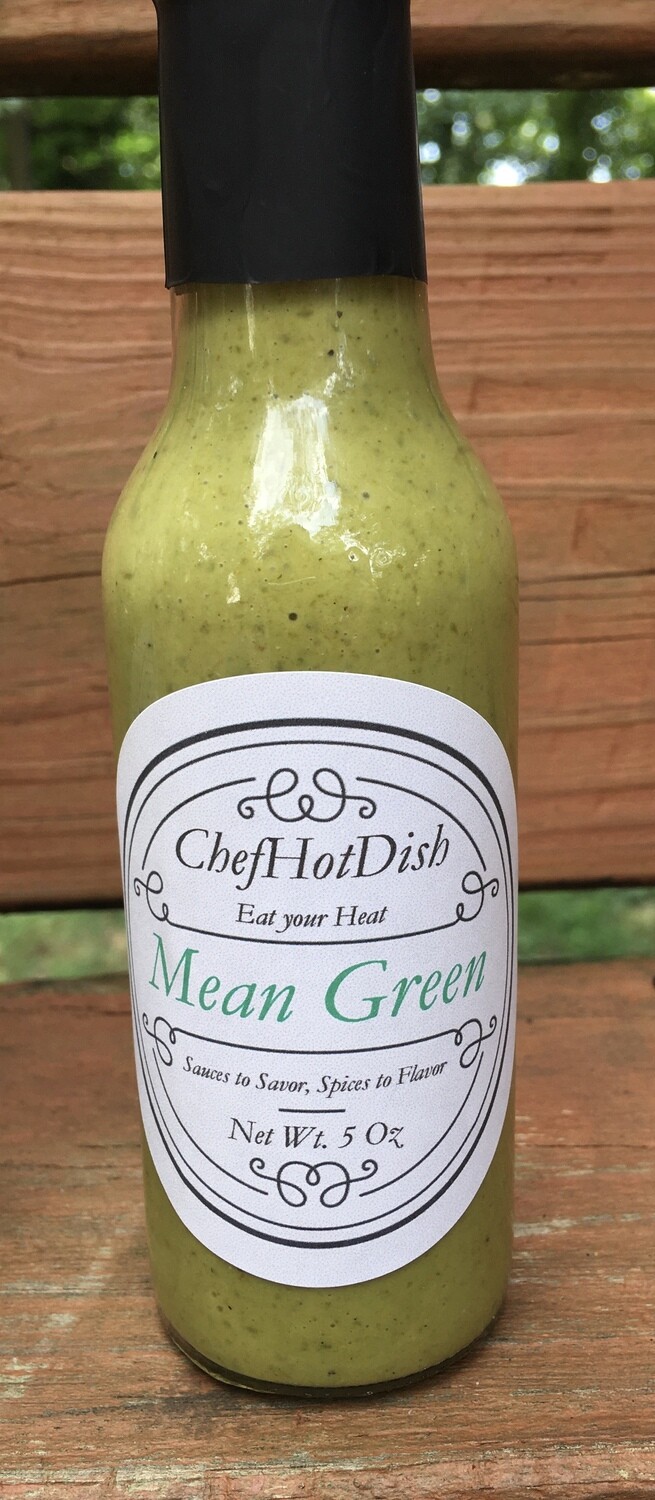 ChefHotDish
Eat your Heat
Mean Green
Sauces to Savor, Spices to Flavor
Net Wt. 5 Oz